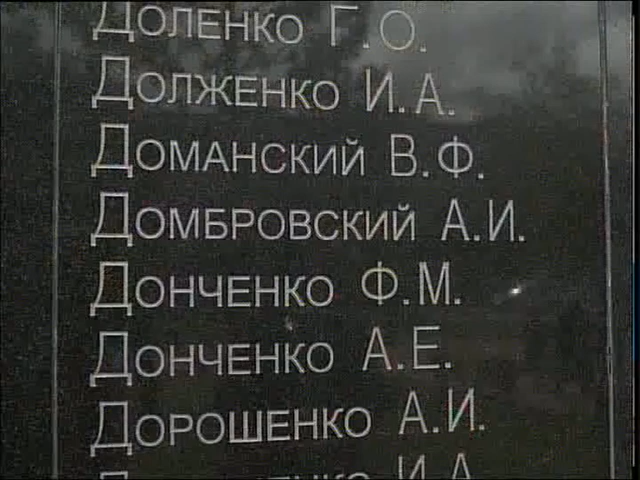 Доленко Г.О.
Долженко И.А.
Доманский В.Ф.
Домбровский А.И.
Донченко Ф.М.
Донченко А.Е.
Дорошенко А.И.
И.А.